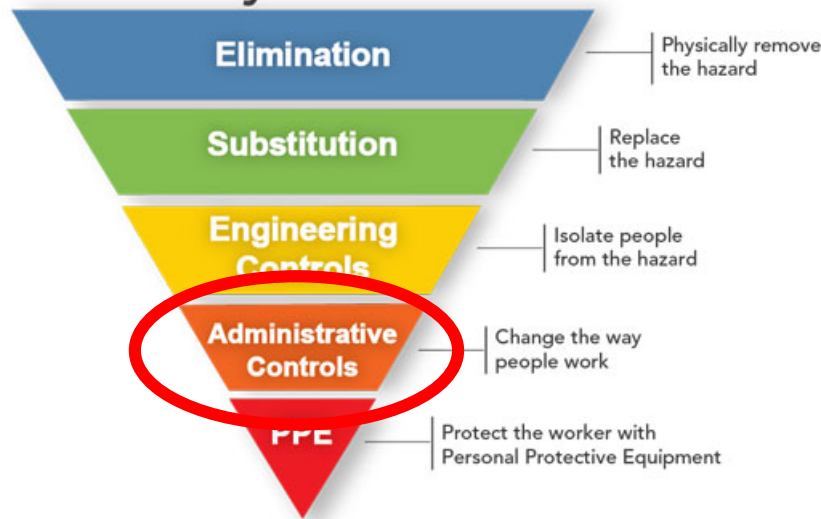 Elimination
Physically remove
the hazard
Substitution
Replace
the hazard
Engineering
Controls
Isolate people
from the hazard
Administrative
Controls
Change the way
people work
PPE
Protect the worker with
Personal Protective Equipment